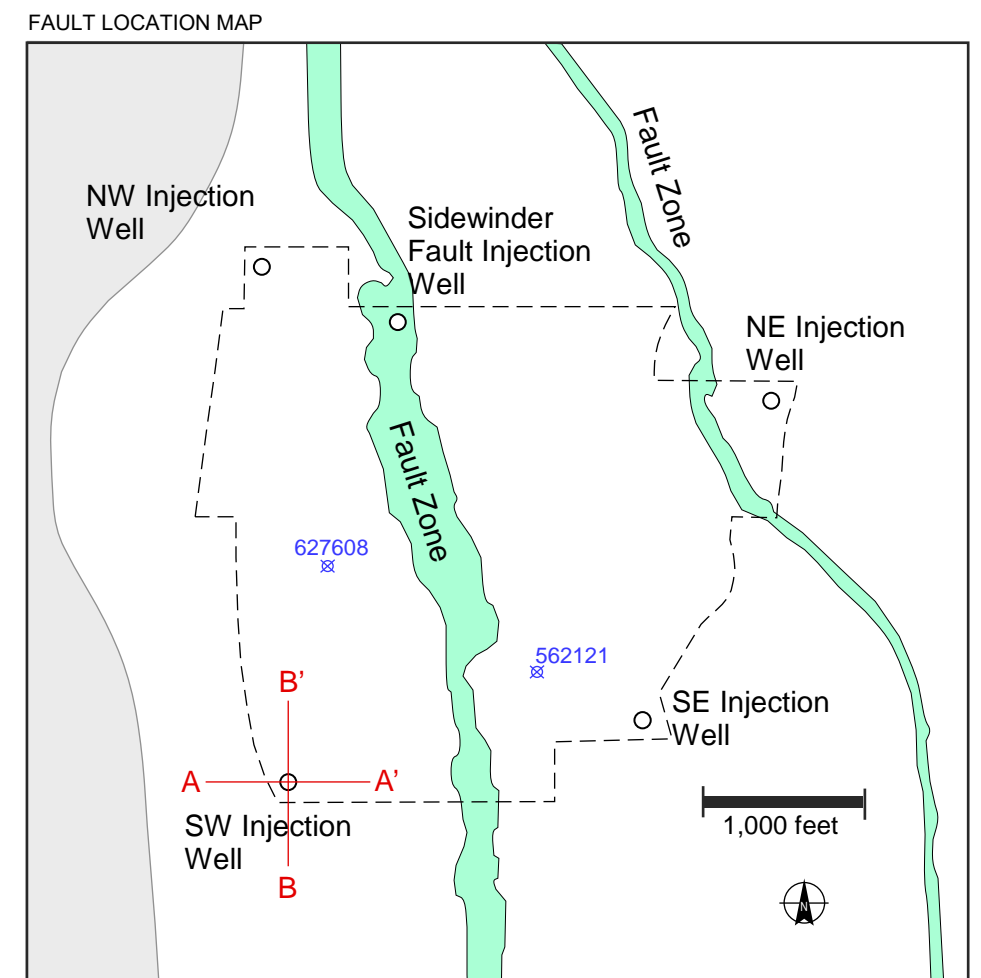 FAULT LOCATION MAP
Fault Zone
NW Injection
Well
Sidewinder
Fault Injection
Well
NE Injection
Well
Fault Zone
627608
562121
B’
SE Injection
Well
A
A’
1,000 feet
SW Injection
Well
B
N